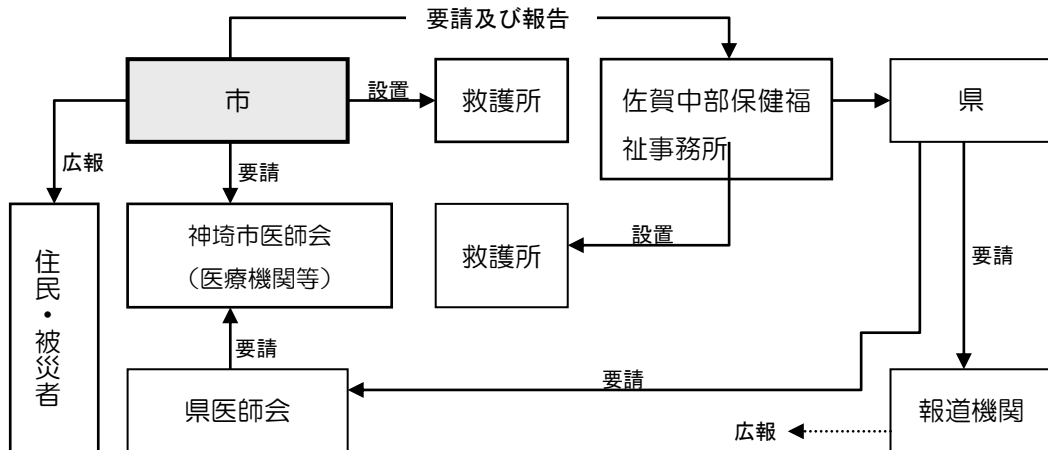 要請及び報告
市
設置
救護所
佐賀中部保健福
祉事務所
県
広報
要請
神埼市医師会
（医療機関等）
救護所
設置
要請
住民・被災者
要請
県医師会
要請
広報
報道機関